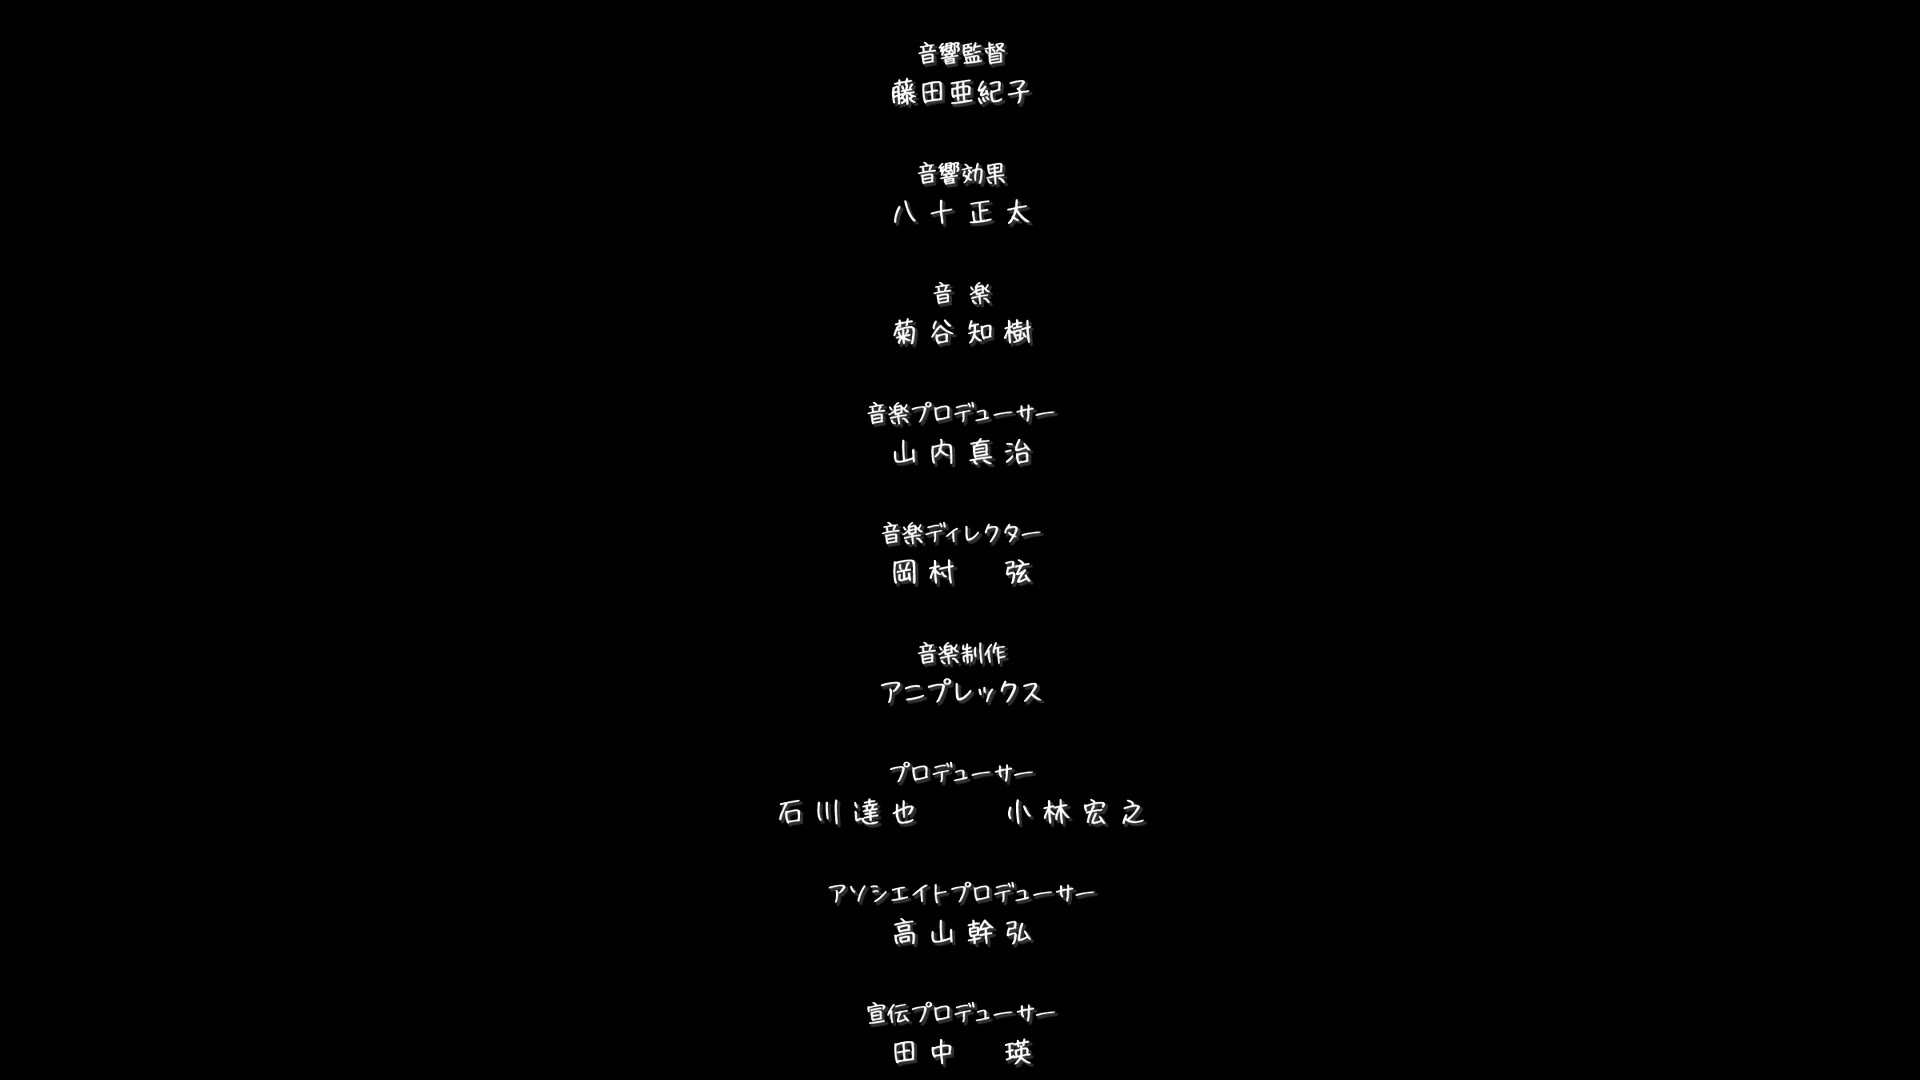 音響監督
藤田亜紀子
音響効果
八十正太
音楽
菊谷知樹
音楽プロデューサー
山内真治
音楽ディレクター
岡村 弦
音楽制作
アニプレックス
プロデューサー
石川達也 小林宏之
アソシエイトプロデューサー
高山幹弘
宣伝プロデューサー
田中 瑛